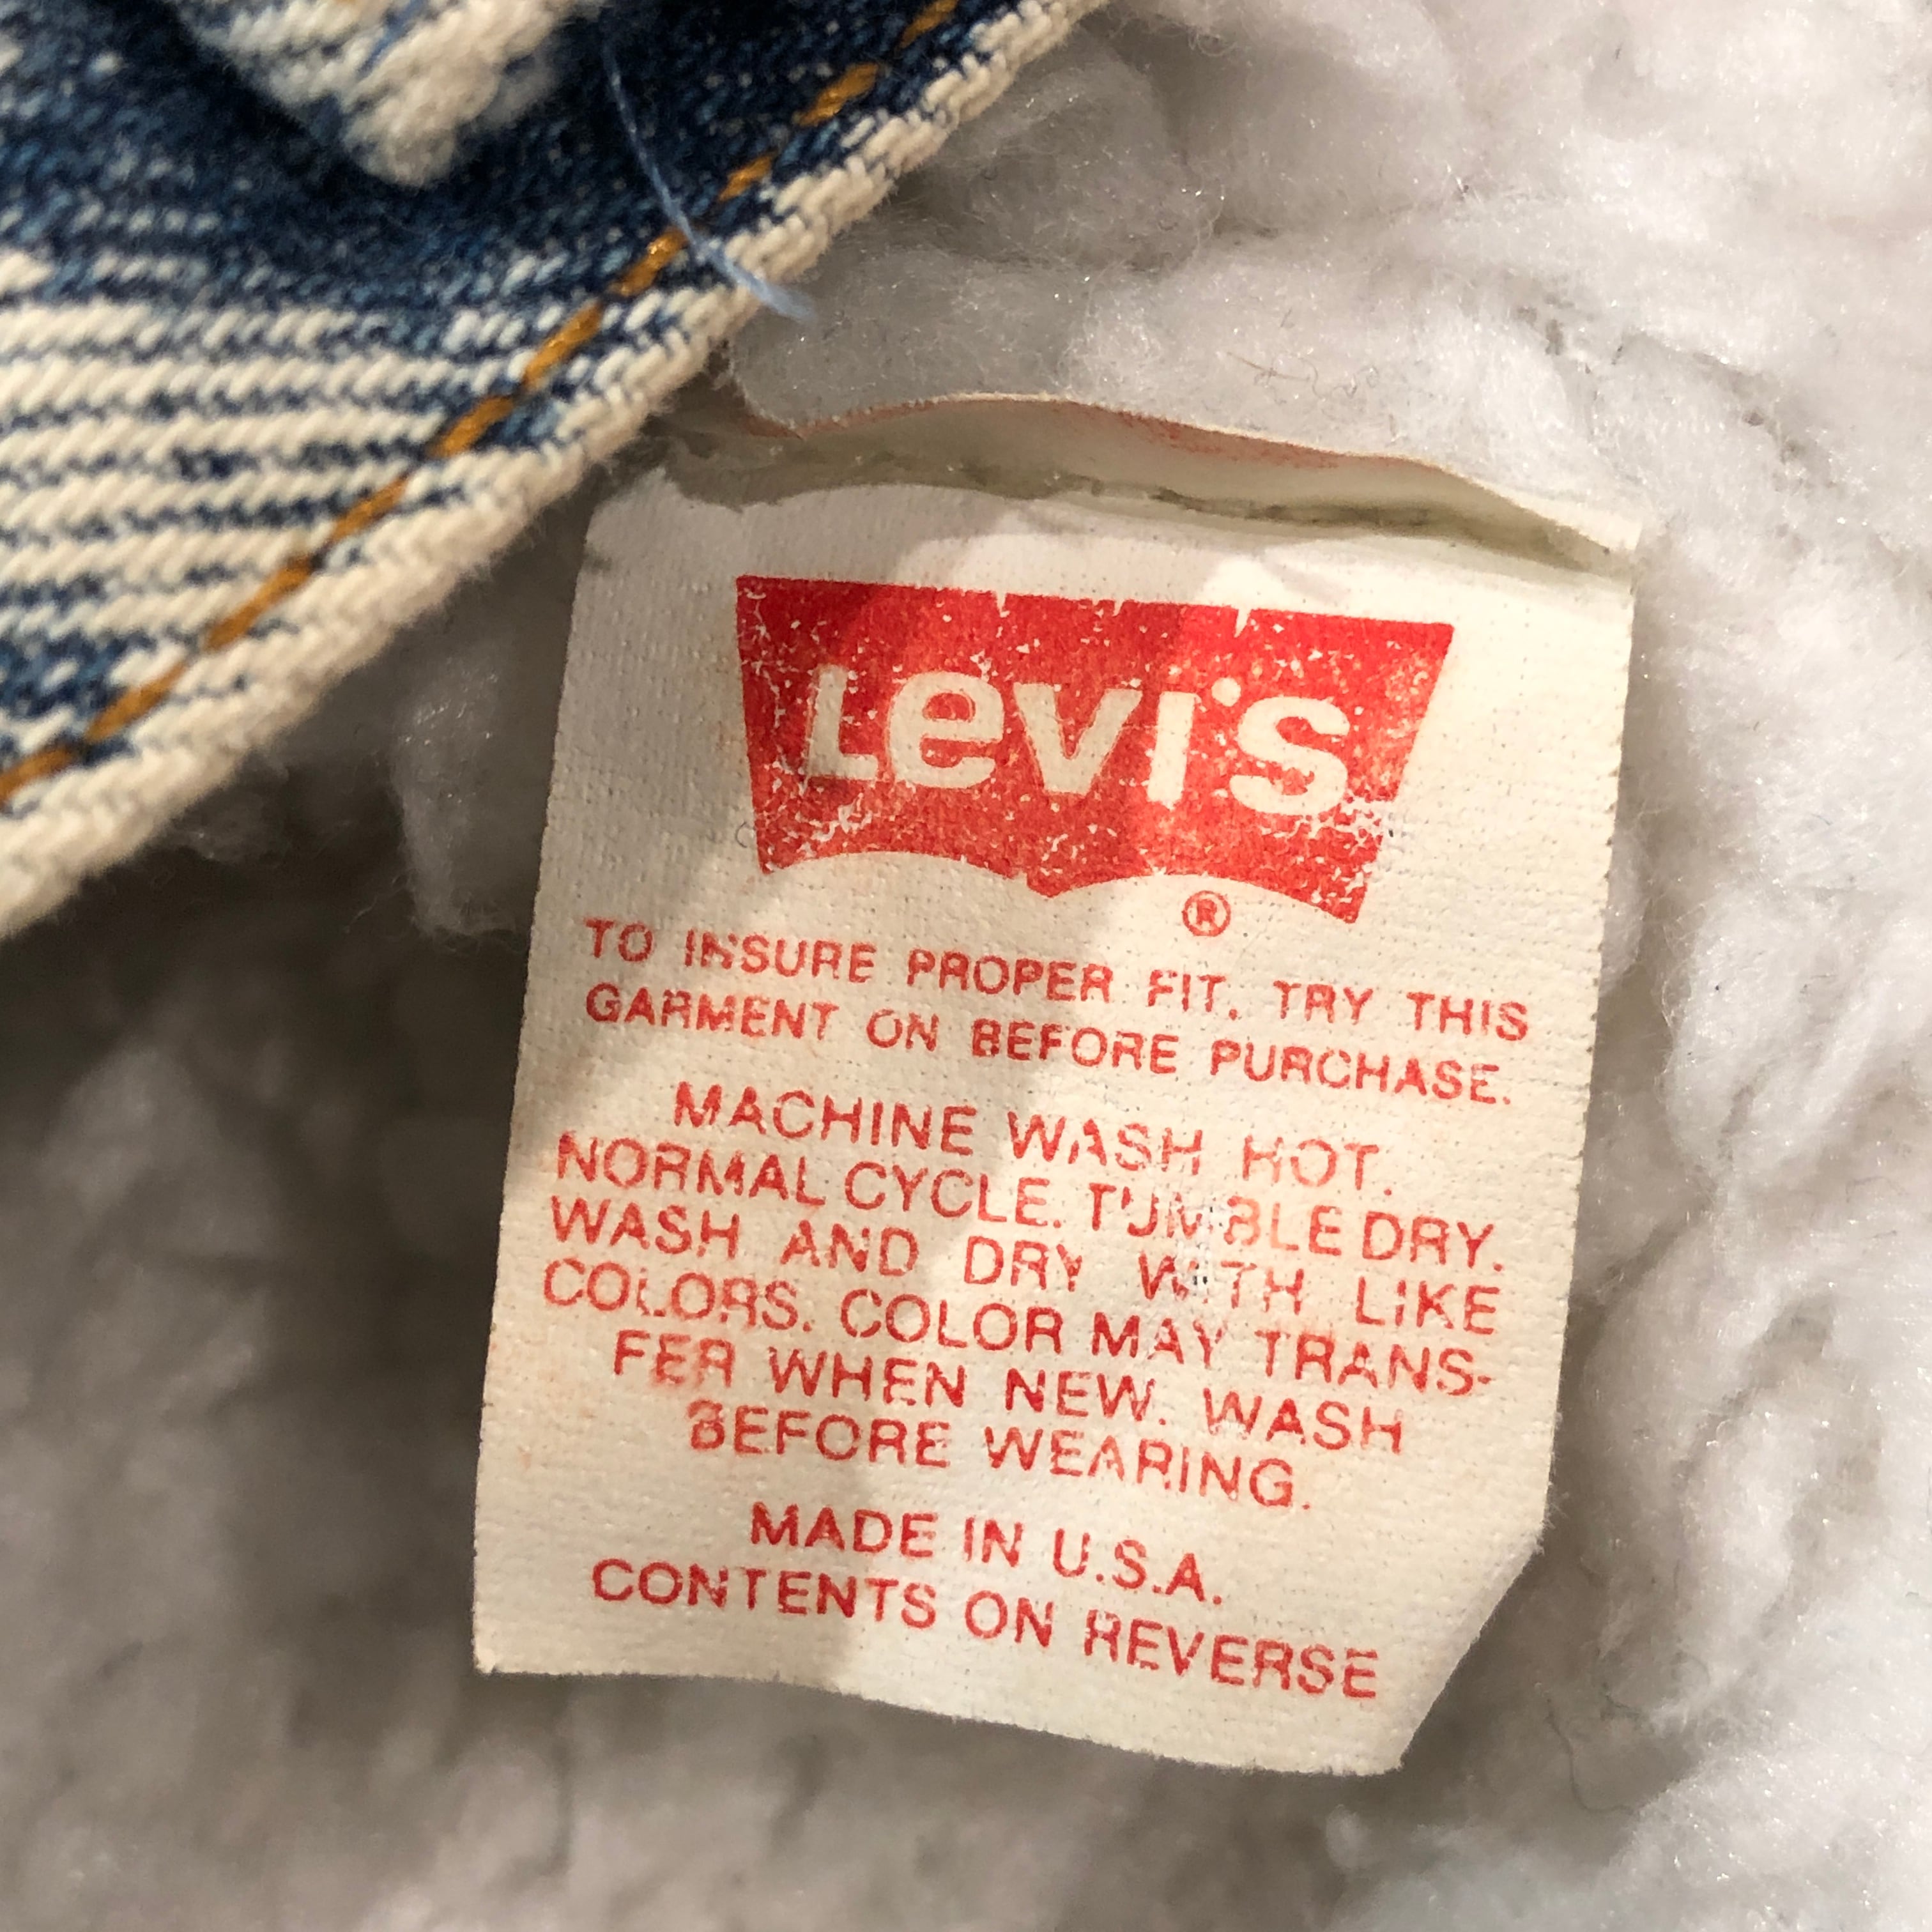 LEVI'S
®
TO INSURE PROPER FIT, TRY THIS
GARMENT ON BEFORE PURCHASE.
MACHINE WASH HOT.
NORMAL CYCLE. TUMBLE DRY.
WASH AND DRY WITH LIKE
COLORS. COLOR MAY TRANS-
FER WHEN NEW. WASH
BEFORE WEARING.
MADE IN U.S.A.
CONTENTS ON REVERSE